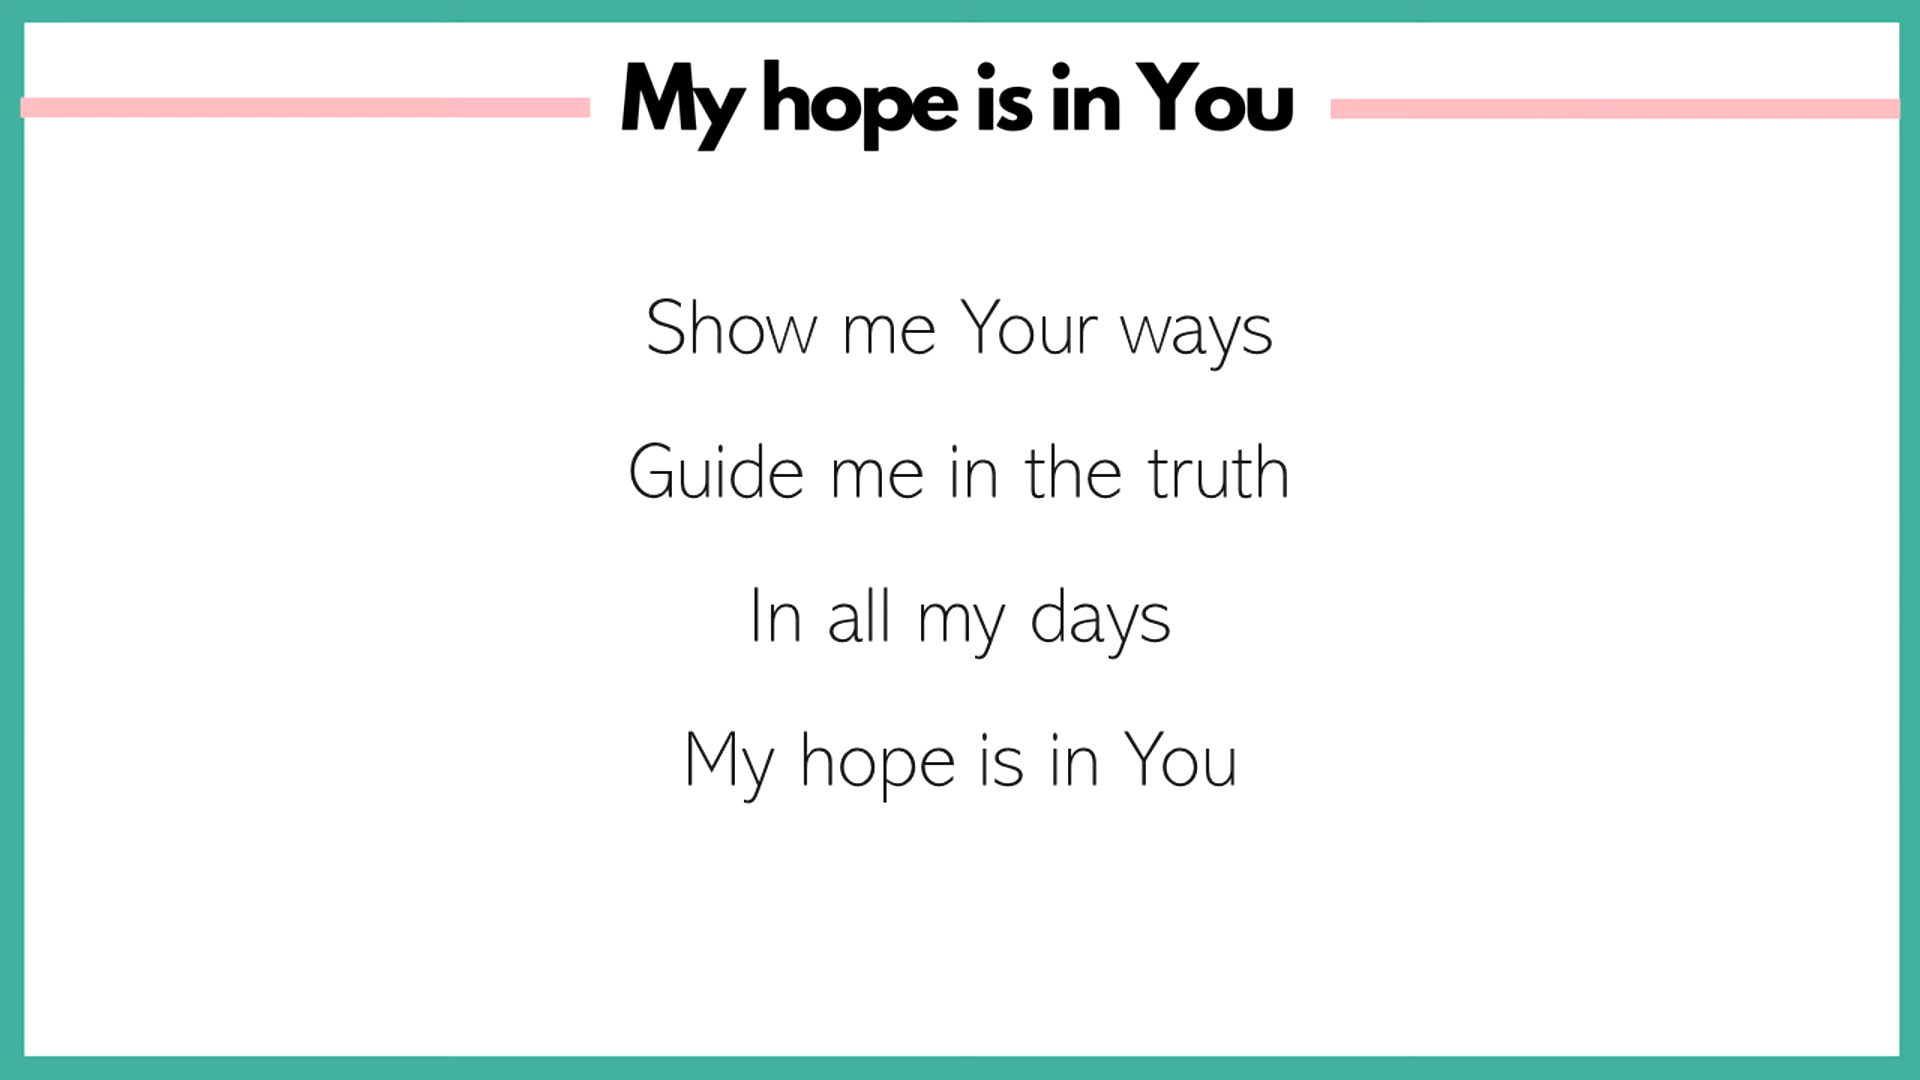 My hope is in You
Show me Your ways
Guide me in the truth
In all my days
My hope is in You